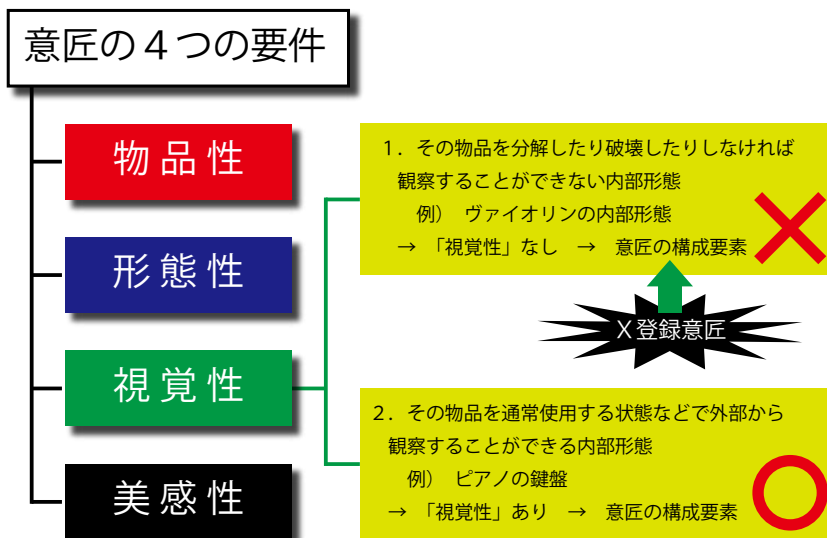 意匠の４つの要件
物品性
形態性
視覚性
美感性
１．その物品を分解したり破壊したりしなければ
観察することができない内部形態
例）　ヴァイオリンの内部形態
→　「視覚性」なし　→　意匠の構成要素
Ｘ登録意匠
２．その物品を通常使用する状態などで外部から
観察することができる内部形態
例）　ピアノの鍵盤
→　「視覚性」あり　→　意匠の構成要素